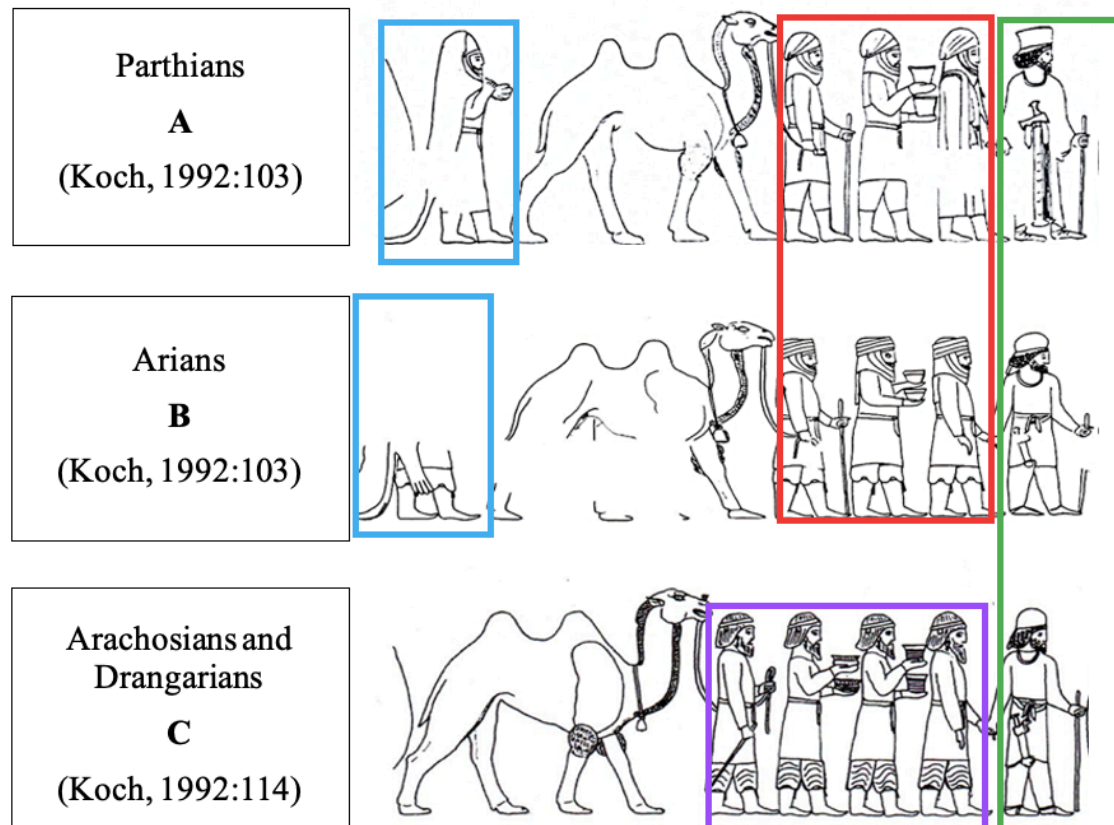 Parthians
A
(Koch, 1992:103)
Arians
B
(Koch, 1992:103)
Arachosians and
Drangarians
C
(Koch, 1992:114)